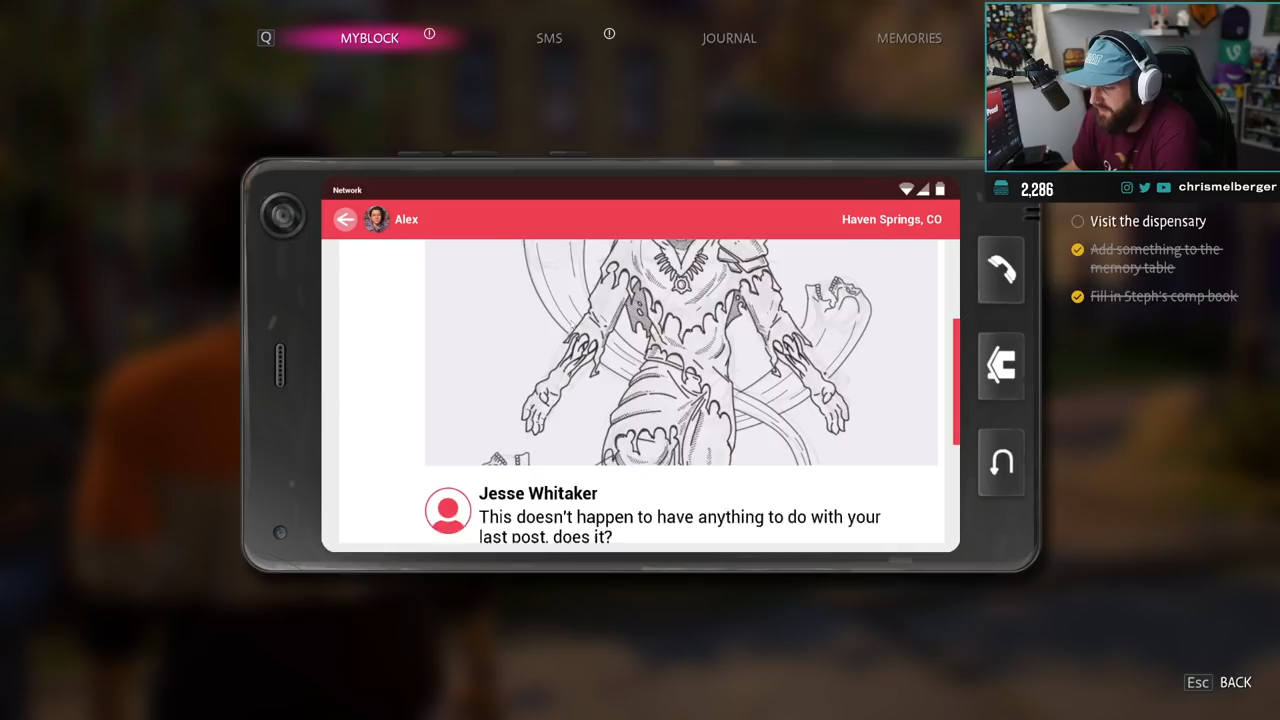 Q
MYBLOCK
SMS
JOURNAL
MEMORIES
2,286
chrismelberger
Network
Alex
Haven Springs, CO
Visit the dispensary
Add something to the
memory table
Fill in Steph's comp book
Jesse Whitaker
This doesn't happen to have anything to do with your
last post, does it?
Esc BACK